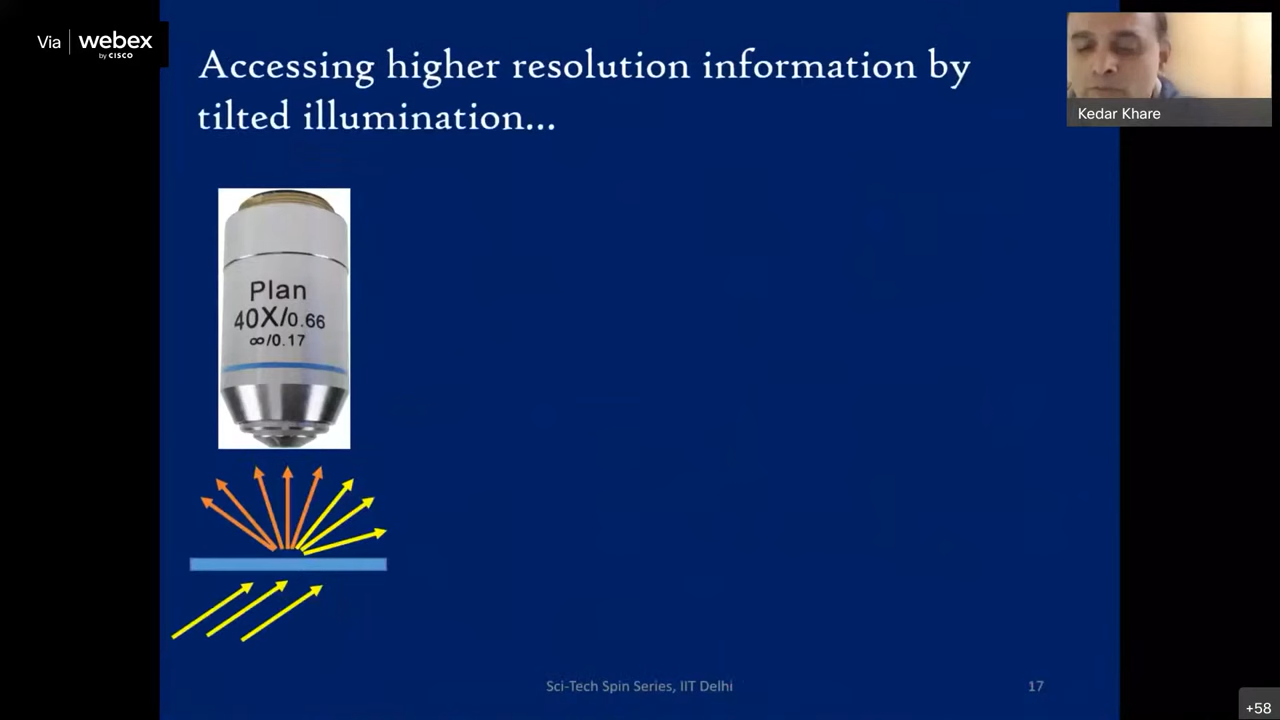 Via webex
by CISCO
Accessing higher resolution information by
tilted illumination...
Kedar Khare
Plan
40X/0.66
∞/0.17
Sci-Tech Spin Series, IIT Delhi
17
+58